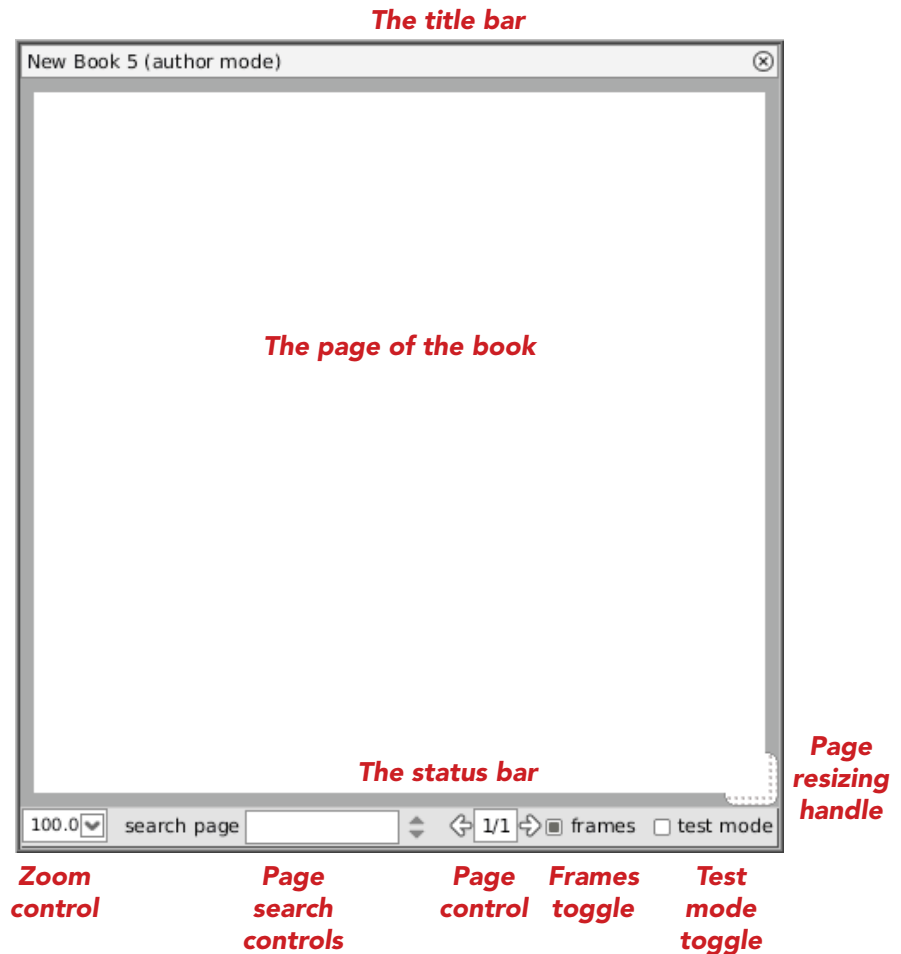 The title bar
New Book 5 (author mode)
The page of the book
Page
resizing
handle
The status bar
100.0 search page 1/1 frames test mode
Zoom
control
Page
search
controls
Page
control
Frames
toggle
Test
mode
toggle